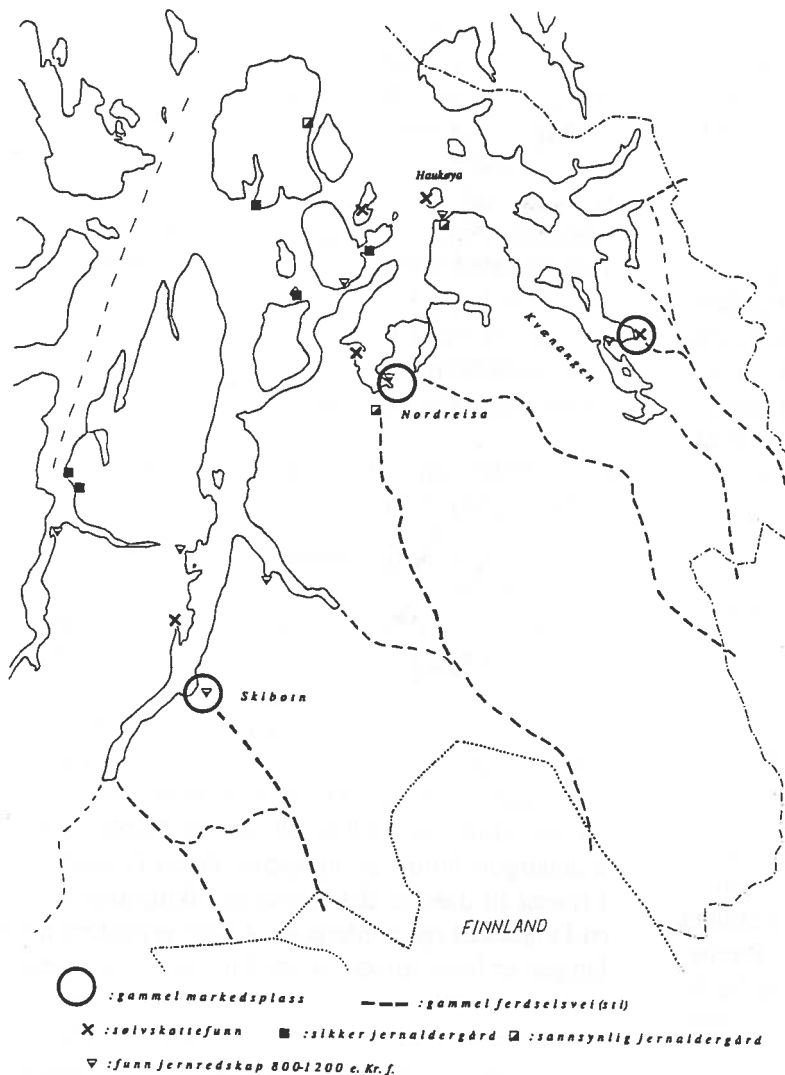 Haukøya
Kvænangen
Nordreisa
Skibotn
FINNLAND
:gammel markedsplass :gammel ferdselsvei (sti)
:sølvskattefunn :sikker jernaldergård :sannsynlig jernaldergård
:funn jernredskap 800-1200 e. Kr. f.